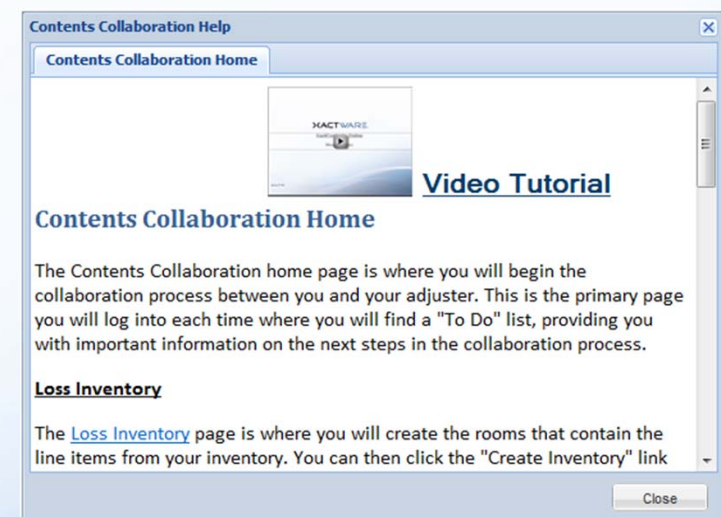 Contents Collaboration Help
Contents Collaboration Home
XACTWARE
Video Tutorial
Contents Collaboration Home
The Contents Collaboration home page is where you will begin the
collaboration process between you and your adjuster. This is the primary page
you will log into each time where you will find a "To Do" list, providing you
with important information on the next steps in the collaboration process.
Loss Inventory
The Loss Inventory page is where you will create the rooms that contain the
line items from your inventory. You can then click the "Create Inventory" link
Close